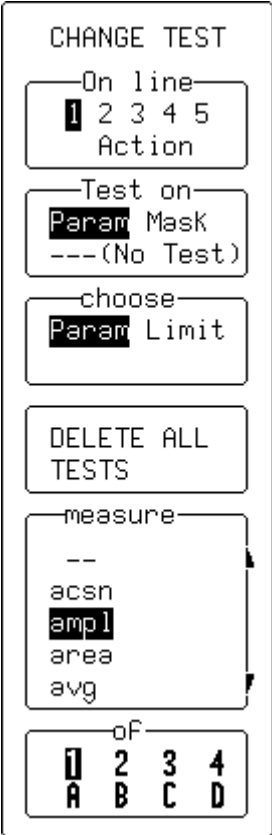 CHANGE TEST
On line
1 2 3 4 5
Action
Test on
Param Mask
---(No Test)
choose
Param Limit
DELETE ALL
TESTS
measure
--
acsn
ampl
area
avg
of
1 2 3 4
A B C D